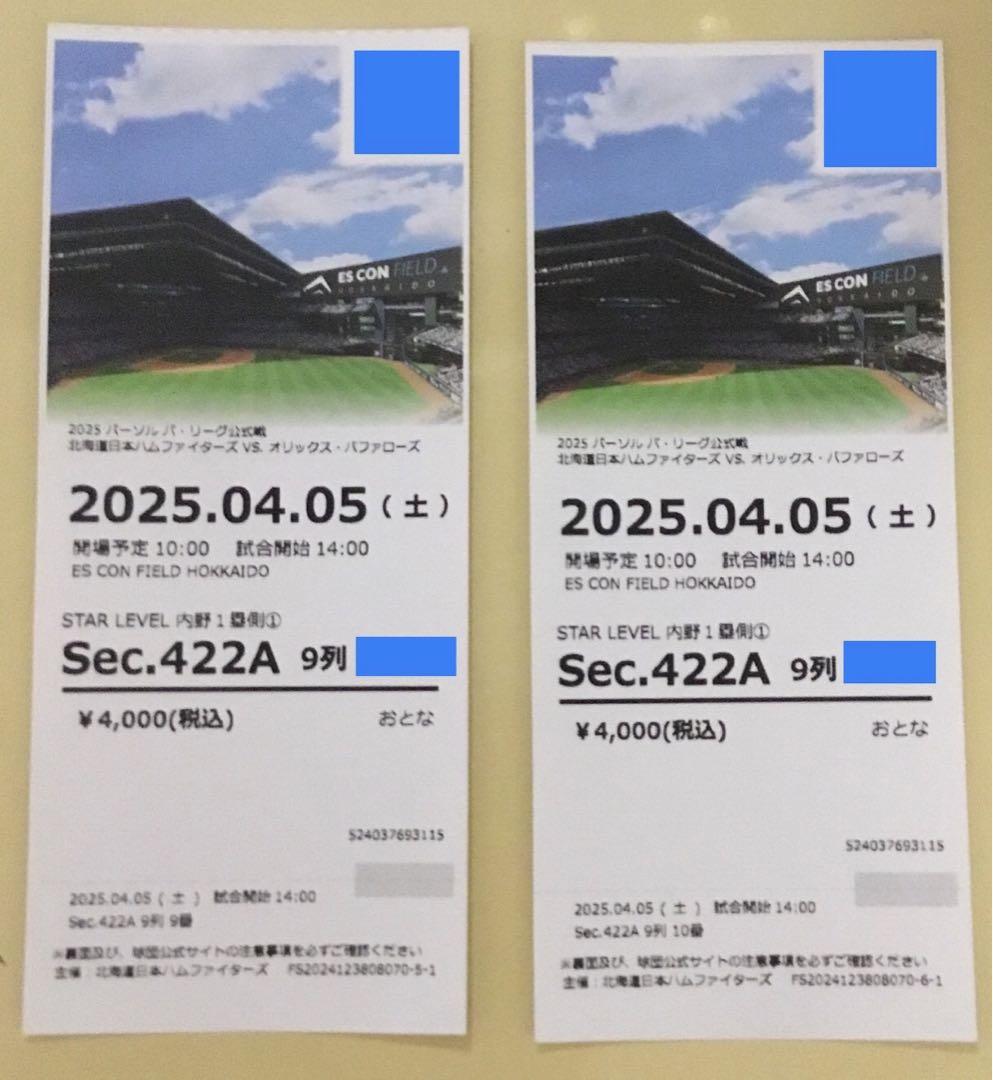 ES CON FIELD
HOKKAIDO
2025 パーソル パ・リーグ公式戦
北海道日本ハムファイターズ VS. オリックス・バファローズ
2025.04.05 ( 土 )
開場予定 10:00 試合開始 14:00
ES CON FIELD HOKKAIDO
STAR LEVEL 内野1塁側①
Sec.422A 9列
¥4,000(税込) おとな
S24037693115
2025.04.05 ( 土 ) 試合開始 14:00
Sec.422A 9列 9番
※裏面及び、球団公式サイトの注意事項を必ずご確認ください
主催：北海道日本ハムファイターズ FS2024123808070-5-1
ES CON FIELD
HOKKAIDO
2025 パーソル パ・リーグ公式戦
北海道日本ハムファイターズ VS. オリックス・バファローズ
2025.04.05 ( 土 )
開場予定 10:00 試合開始 14:00
ES CON FIELD HOKKAIDO
STAR LEVEL 内野1塁側①
Sec.422A 9列
¥4,000(税込) おとな
S24037693115
2025.04.05 ( 土 ) 試合開始 14:00
Sec.422A 9列 10番
※裏面及び、球団公式サイトの注意事項を必ずご確認ください
主催：北海道日本ハムファイターズ FS2024123808070-6-1